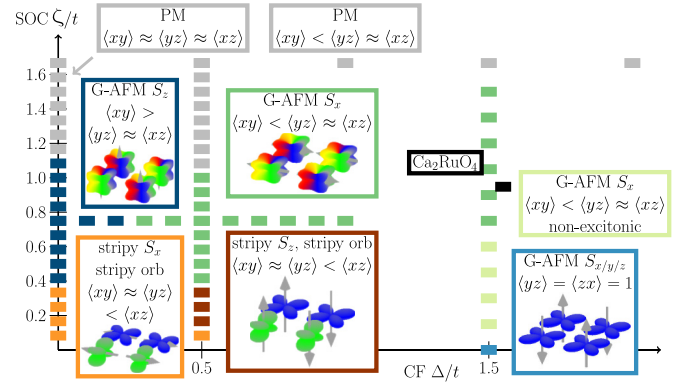 SOC ζ/t
PM
⟨xy⟩ ≈ ⟨yz⟩ ≈ ⟨xz⟩
PM
⟨xy⟩ < ⟨yz⟩ ≈ ⟨xz⟩
1.6
1.4
1.2
1.0
0.8
0.6
0.4
0.2
G-AFM S_z
⟨xy⟩ >
⟨yz⟩ ≈ ⟨xz⟩
G-AFM S_x
⟨xy⟩ < ⟨yz⟩ ≈ ⟨xz⟩
Ca₂RuO₄
G-AFM S_x
⟨xy⟩ < ⟨yz⟩ ≈ ⟨xz⟩
non-excitonic
stripy S_x
stripy orb
⟨xy⟩ ≈ ⟨yz⟩
< ⟨xz⟩
stripy S_z, stripy orb
⟨xy⟩ ≈ ⟨yz⟩ < ⟨xz⟩
G-AFM S_{x/y/z}
⟨yz⟩ = ⟨zx⟩ = 1
0.5
CF Δ/t
1.5